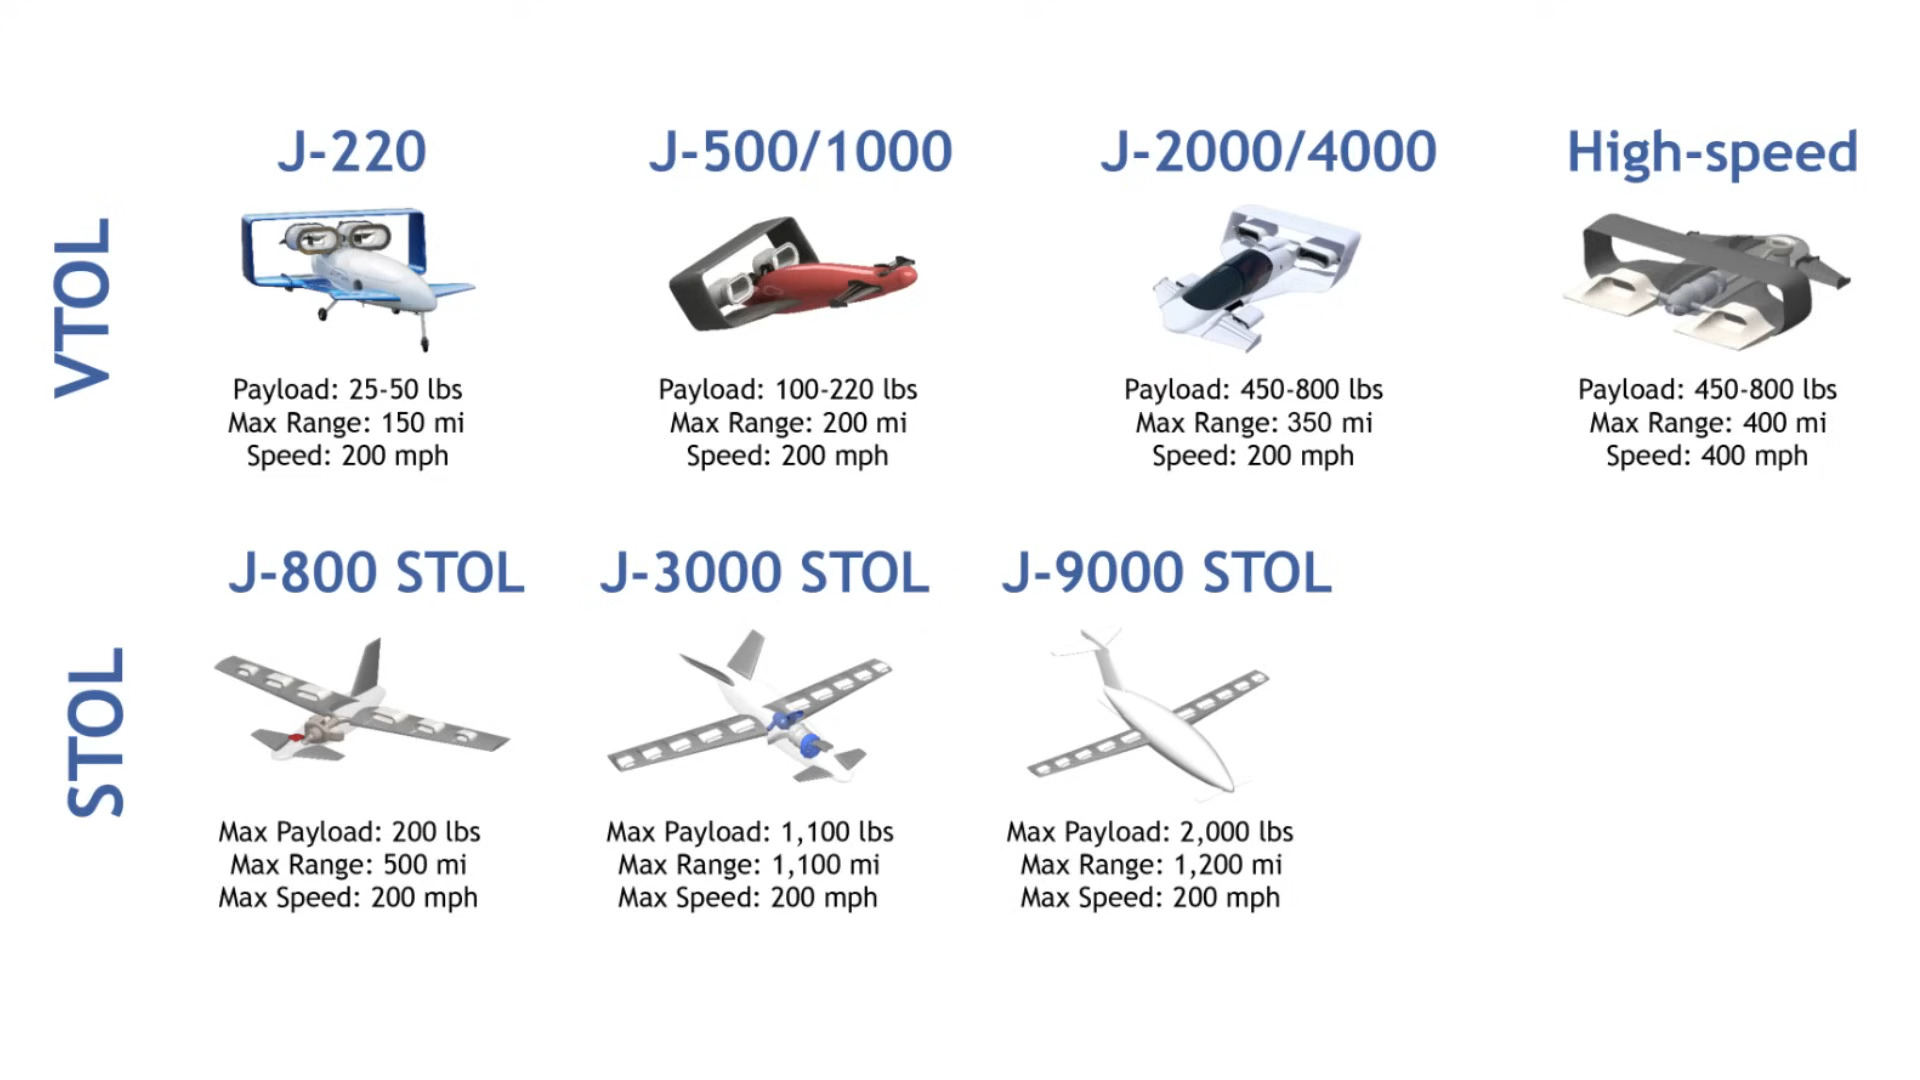 VTOL
J-220
Payload: 25-50 lbs
Max Range: 150 mi
Speed: 200 mph
J-500/1000
Payload: 100-220 lbs
Max Range: 200 mi
Speed: 200 mph
J-2000/4000
Payload: 450-800 lbs
Max Range: 350 mi
Speed: 200 mph
High-speed
Payload: 450-800 lbs
Max Range: 400 mi
Speed: 400 mph
STOL
J-800 STOL
Max Payload: 200 lbs
Max Range: 500 mi
Max Speed: 200 mph
J-3000 STOL
Max Payload: 1,100 lbs
Max Range: 1,100 mi
Max Speed: 200 mph
J-9000 STOL
Max Payload: 2,000 lbs
Max Range: 1,200 mi
Max Speed: 200 mph